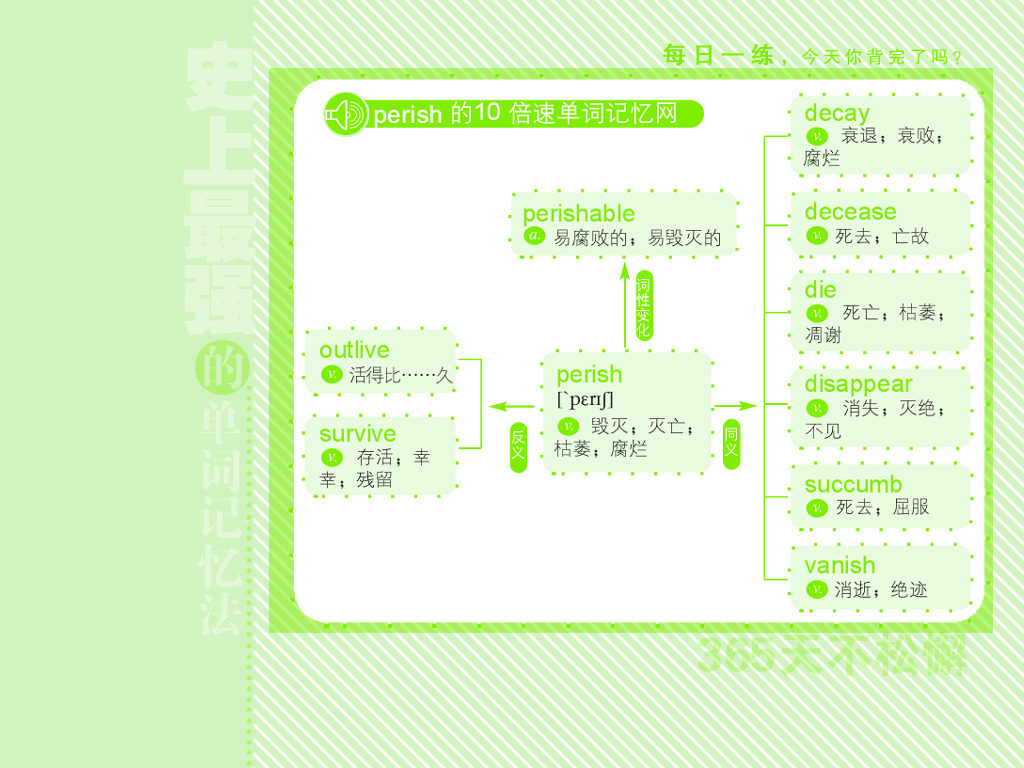 每日一练，今天你背完了吗？
史上最强的单词记忆法
perish 的10 倍速单词记忆网
perishable
a. 易腐败的；易毁灭的
词性变化
outlive
v. 活得比……久
survive
v. 存活；幸
幸；残留
反义
perish
[`pɛrɪʃ]
v. 毁灭；灭亡；
枯萎；腐烂
同义
decay
v. 衰退；衰败；
腐烂
decease
v. 死去；亡故
die
v. 死亡；枯萎；
凋谢
disappear
v. 消失；灭绝；
不见
succumb
v. 死去；屈服
vanish
v. 消逝；绝迹
365天不松懈